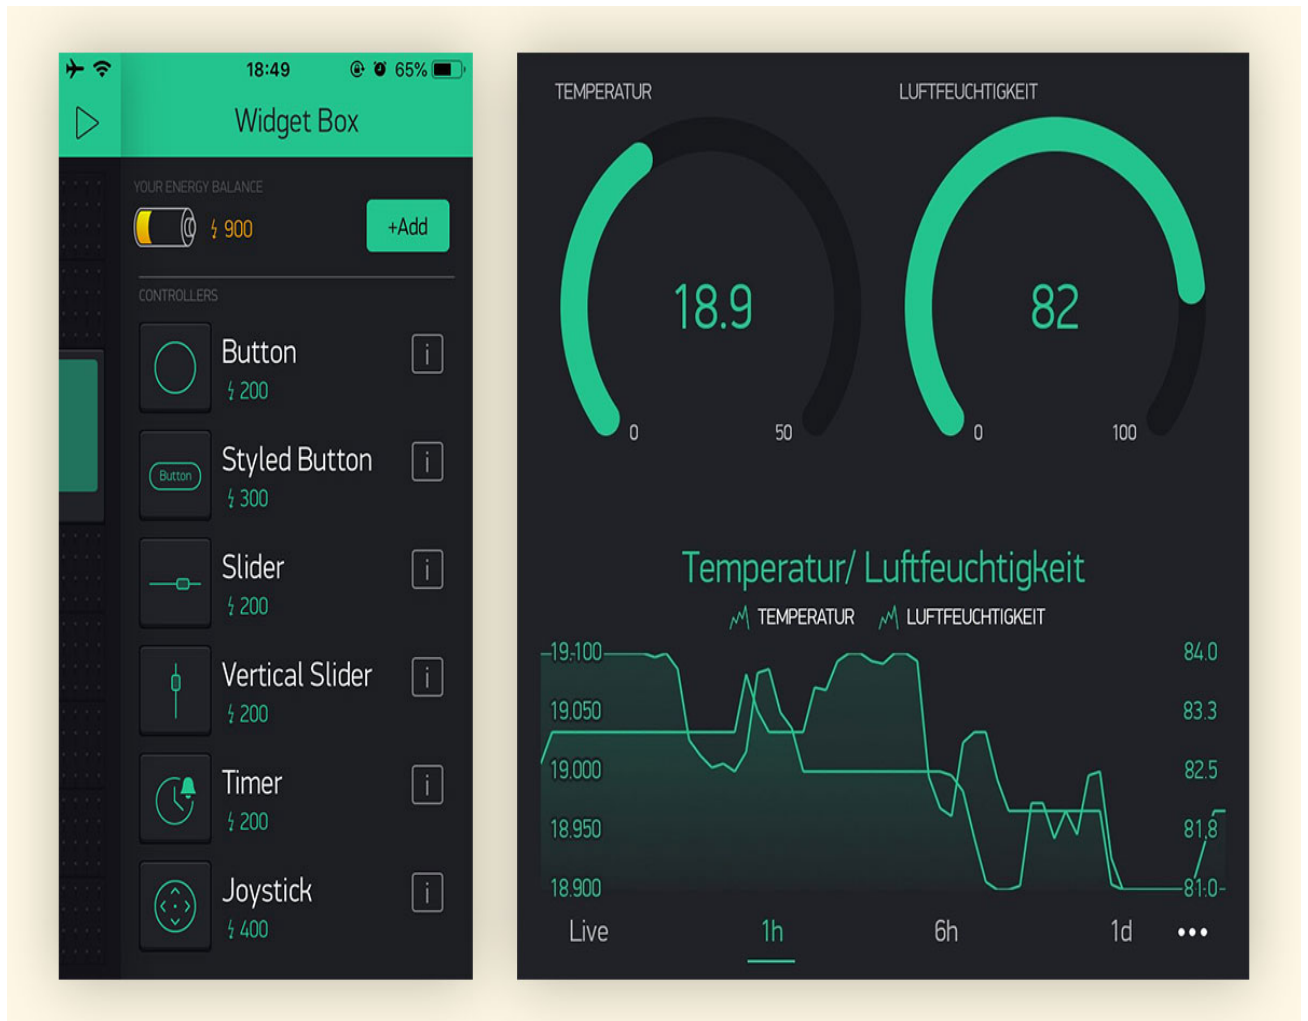 18:49
65%
Widget Box
YOUR ENERGY BALANCE
900
+Add
CONTROLLERS
Button
200
Button
Styled Button
300
Slider
200
Vertical Slider
200
Timer
200
Joystick
400
TEMPERATUR
18.9
0
50
LUFTFEUCHTIGKEIT
82
0
100
Temperatur/ Luftfeuchtigkeit
TEMPERATUR LUFTFEUCHTIGKEIT
19.100 84.0
19.050 83.3
19.000 82.5
18.950 81.8
18.900 81.0
Live 1h 6h 1d